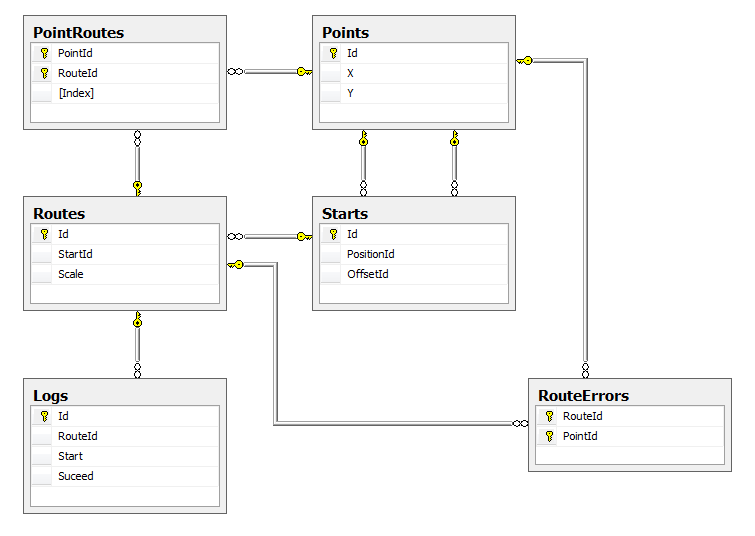 PointRoutes
PointId
RouteId
[Index]
Points
Id
X
Y
Routes
Id
StartId
Scale
Starts
Id
PositionId
OffsetId
Logs
Id
RouteId
Start
Suceed
RouteErrors
RouteId
PointId